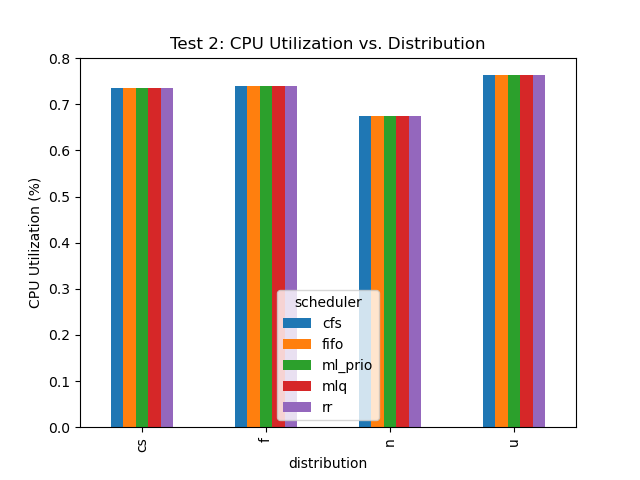 Test 2: CPU Utilization vs. Distribution
CPU Utilization (%)
0.8
0.7
0.6
0.5
0.4
0.3
0.2
0.1
0.0
scheduler
cfs
fifo
ml_prio
mlq
rr
cs
f
n
u
distribution